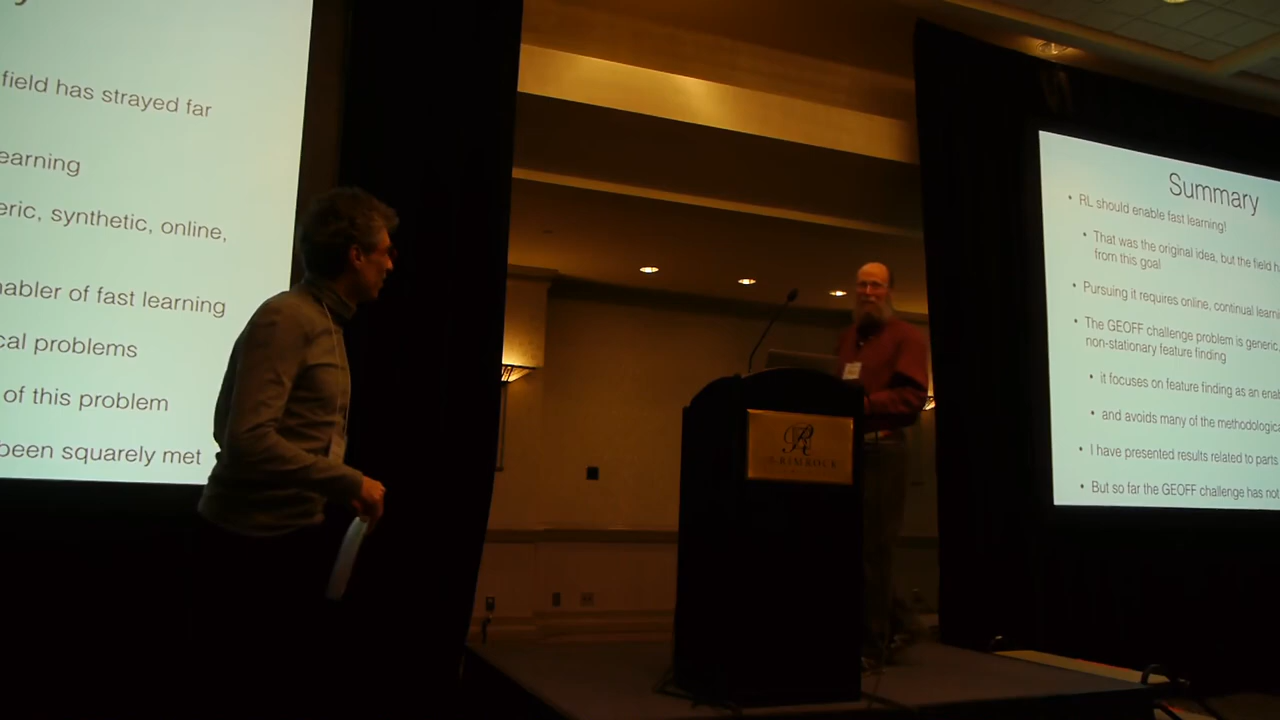 field has strayed far
earning
eric, synthetic, online,
nabler of fast learning
cal problems
of this problem
been squarely met
Summary
• RL should enable fast learning!
• That was the original idea, but the field h
from this goal
• Pursuing it requires online, continual learni
• The GEOFF challenge problem is generic,
non-stationary feature finding
• it focuses on feature finding as an enab
• and avoids many of the methodologica
• I have presented results related to parts
• But so far the GEOFF challenge has not